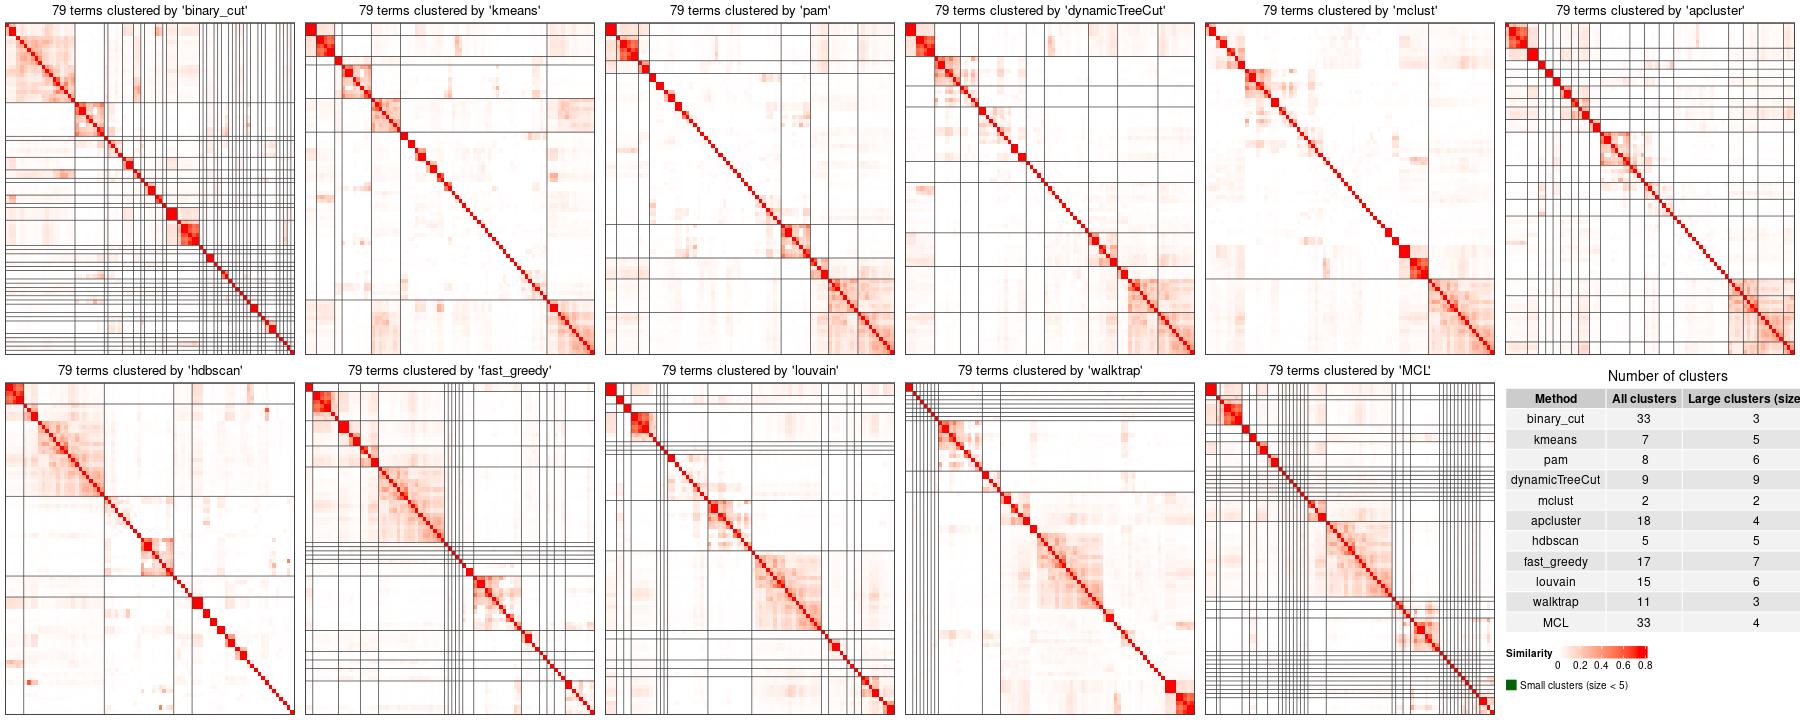 79 terms clustered by 'binary_cut'
79 terms clustered by 'kmeans'
79 terms clustered by 'pam'
79 terms clustered by 'dynamicTreeCut'
79 terms clustered by 'mclust'
79 terms clustered by 'apcluster'
79 terms clustered by 'hdbscan'
79 terms clustered by 'fast_greedy'
79 terms clustered by 'louvain'
79 terms clustered by 'walktrap'
79 terms clustered by 'MCL'
Number of clusters
Method All clusters Large clusters (size
binary_cut 33 3
kmeans 7 5
pam 8 6
dynamicTreeCut 9 9
mclust 2 2
apcluster 18 4
hdbscan 5 5
fast_greedy 17 7
louvain 15 6
walktrap 11 3
MCL 33 4
Similarity
0 0.2 0.4 0.6 0.8
Small clusters (size < 5)